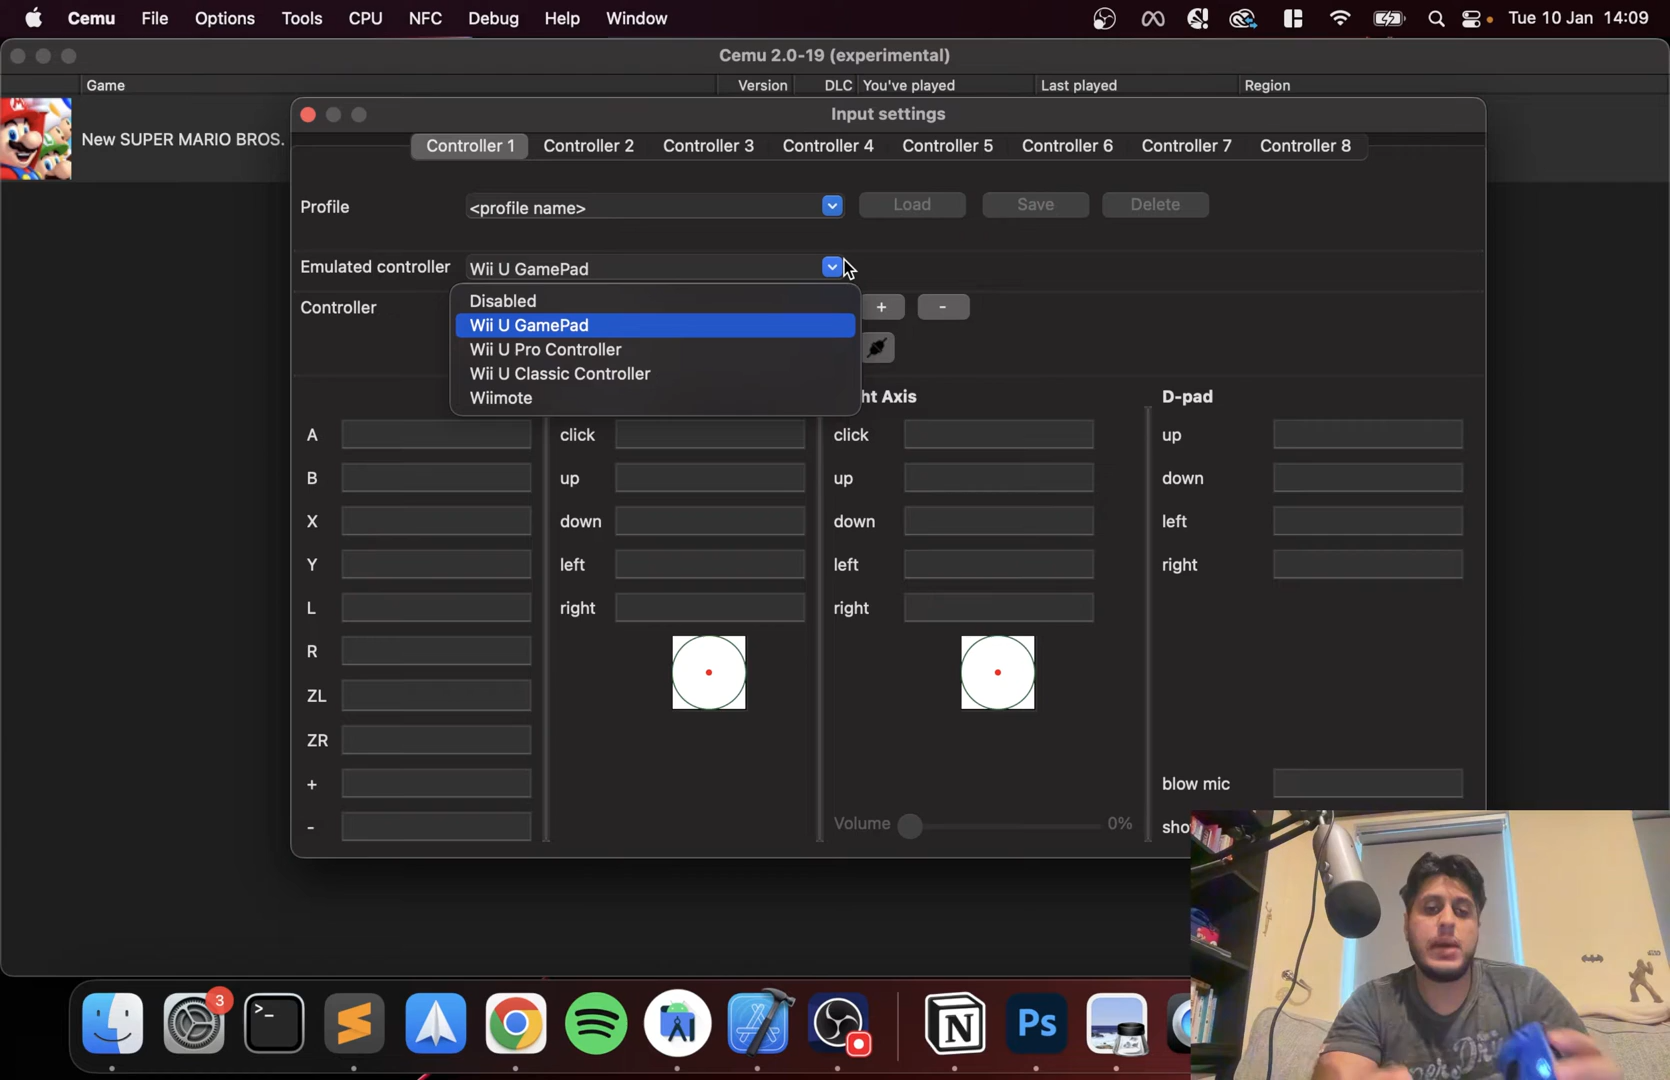 Cemu File Options Tools CPU NFC Debug Help Window Tue 10 Jan 14:09
Cemu 2.0-19 (experimental)
Game Version DLC You've played Last played Region
New SUPER MARIO BROS.
Input settings
Controller 1 Controller 2 Controller 3 Controller 4 Controller 5 Controller 6 Controller 7 Controller 8
Profile <profile name> Load Save Delete
Emulated controller Wii U GamePad
Controller + -
Disabled
Wii U GamePad
Wii U Pro Controller
Wii U Classic Controller
Wiimote
ht Axis D-pad
A click click up
B up up down
X down down left
Y left left right
L right right
R
ZL
ZR
+ blow mic
- Volume 0% sho
3
>_
N
Ps